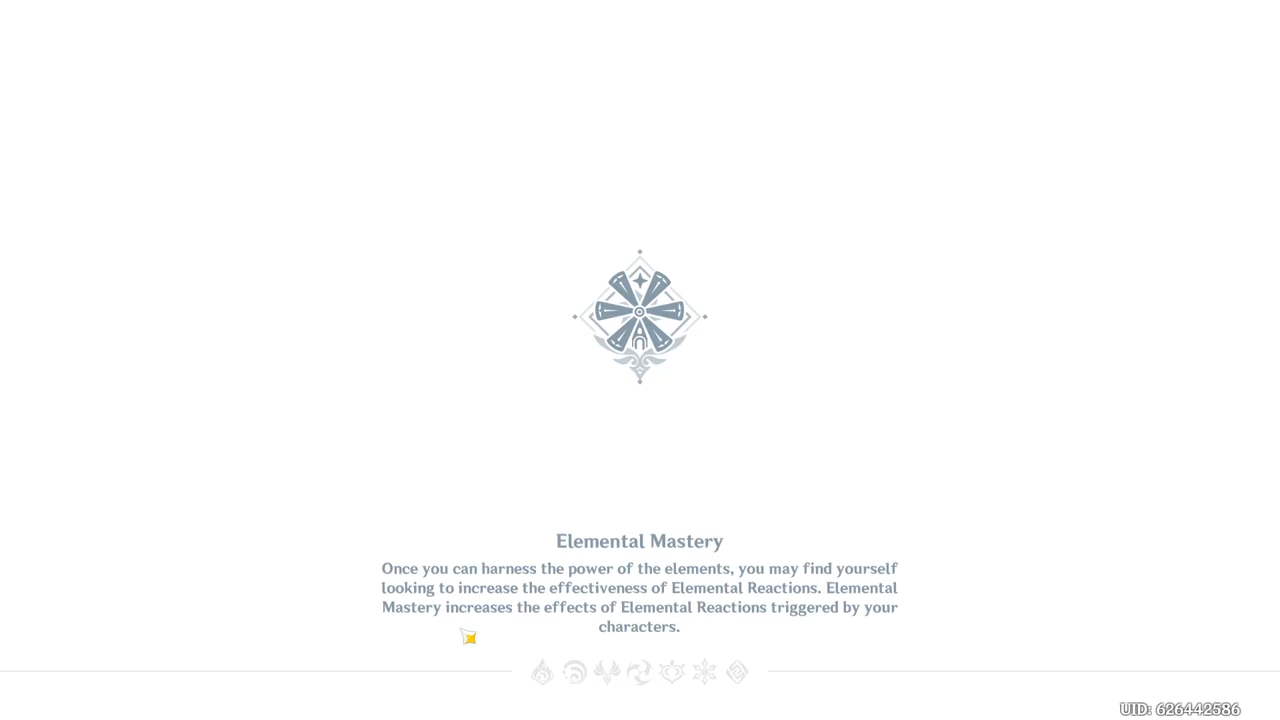 Elemental Mastery
Once you can harness the power of the elements, you may find yourself
looking to increase the effectiveness of Elemental Reactions. Elemental
Mastery increases the effects of Elemental Reactions triggered by your
characters.
UID: 626442586